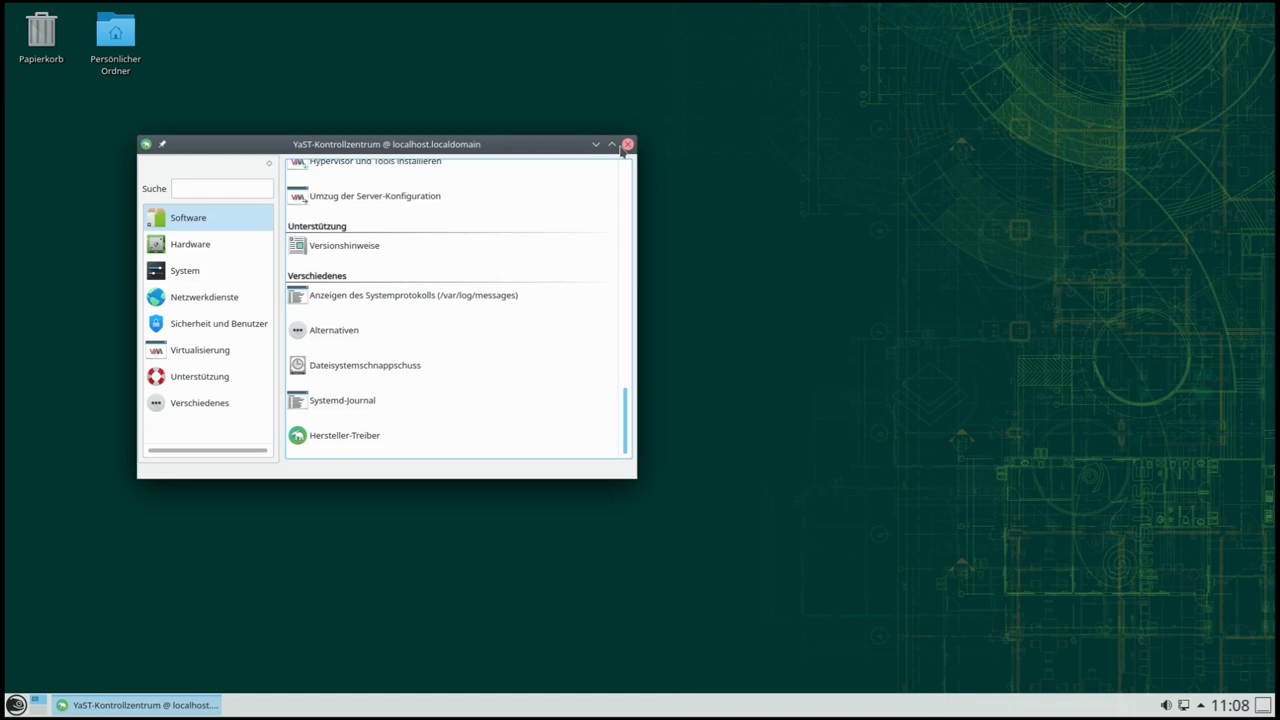 Papierkorb
Persönlicher
Ordner
YaST-Kontrollzentrum @ localhost.localdomain
Suche
Software
Hardware
System
Netzwerkdienste
Sicherheit und Benutzer
Virtualisierung
Unterstützung
Verschiedenes
Hypervisor und Tools installieren
Umzug der Server-Konfiguration
Unterstützung
Versionshinweise
Verschiedenes
Anzeigen des Systemprotokolls (/var/log/messages)
Alternativen
Dateisystemschnappschuss
Systemd-Journal
Hersteller-Treiber
YaST-Kontrollzentrum @ localhost....
11:08